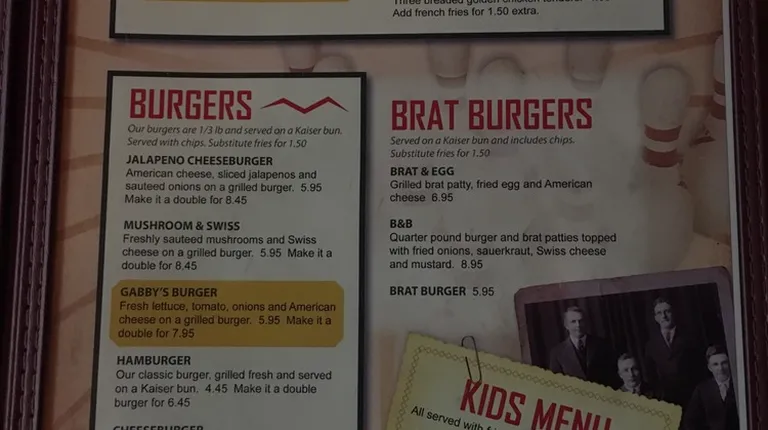 Three breaded golden chicken
Add french fries for 1.50 extra.
BURGERS
Our burgers are 1/3 lb and served on a Kaiser bun.
Served with chips. Substitute fries for 1.50
JALAPENO CHEESEBURGER
American cheese, sliced jalapenos and
sauteed onions on a grilled burger. 5.95
Make it a double for 8.45
MUSHROOM & SWISS
Freshly sauteed mushrooms and Swiss
cheese on a grilled burger. 5.95 Make it a
double for 8.45
GABBY'S BURGER
Fresh lettuce, tomato, onions and American
cheese on a grilled burger. 5.95 Make it a
double for 7.95
HAMBURGER
Our classic burger, grilled fresh and served
on a Kaiser bun. 4.45 Make it a double
burger for 6.45
CHEESEBURGER
BRAT BURGERS
Served on a Kaiser bun and includes chips.
Substitute fries for 1.50
BRAT & EGG
Grilled brat patty, fried egg and American
cheese 6.95
B&B
Quarter pound burger and brat patties topped
with fried onions, sauerkraut, Swiss cheese
and mustard. 8.95
BRAT BURGER 5.95
KIDS MENU
All served with